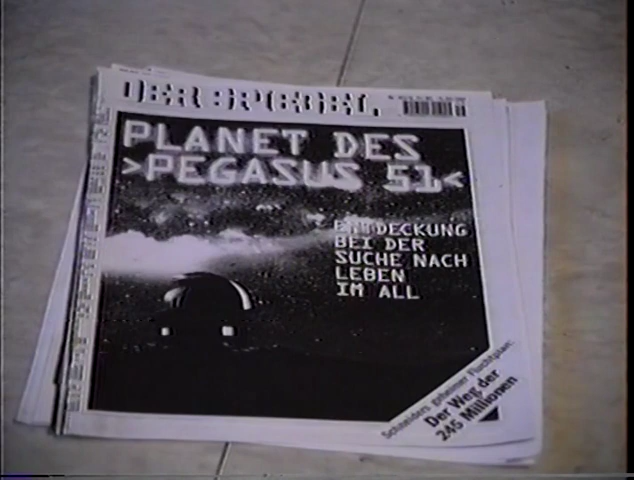 DER SPIEGEL
PLANET DES
>PEGASUS 51<
ENTDECKUNG
BEI DER
SUCHE NACH
LEBEN
IM ALL
Schneiders geheimer Fluchtplan:
Der Weg der
245 Millionen